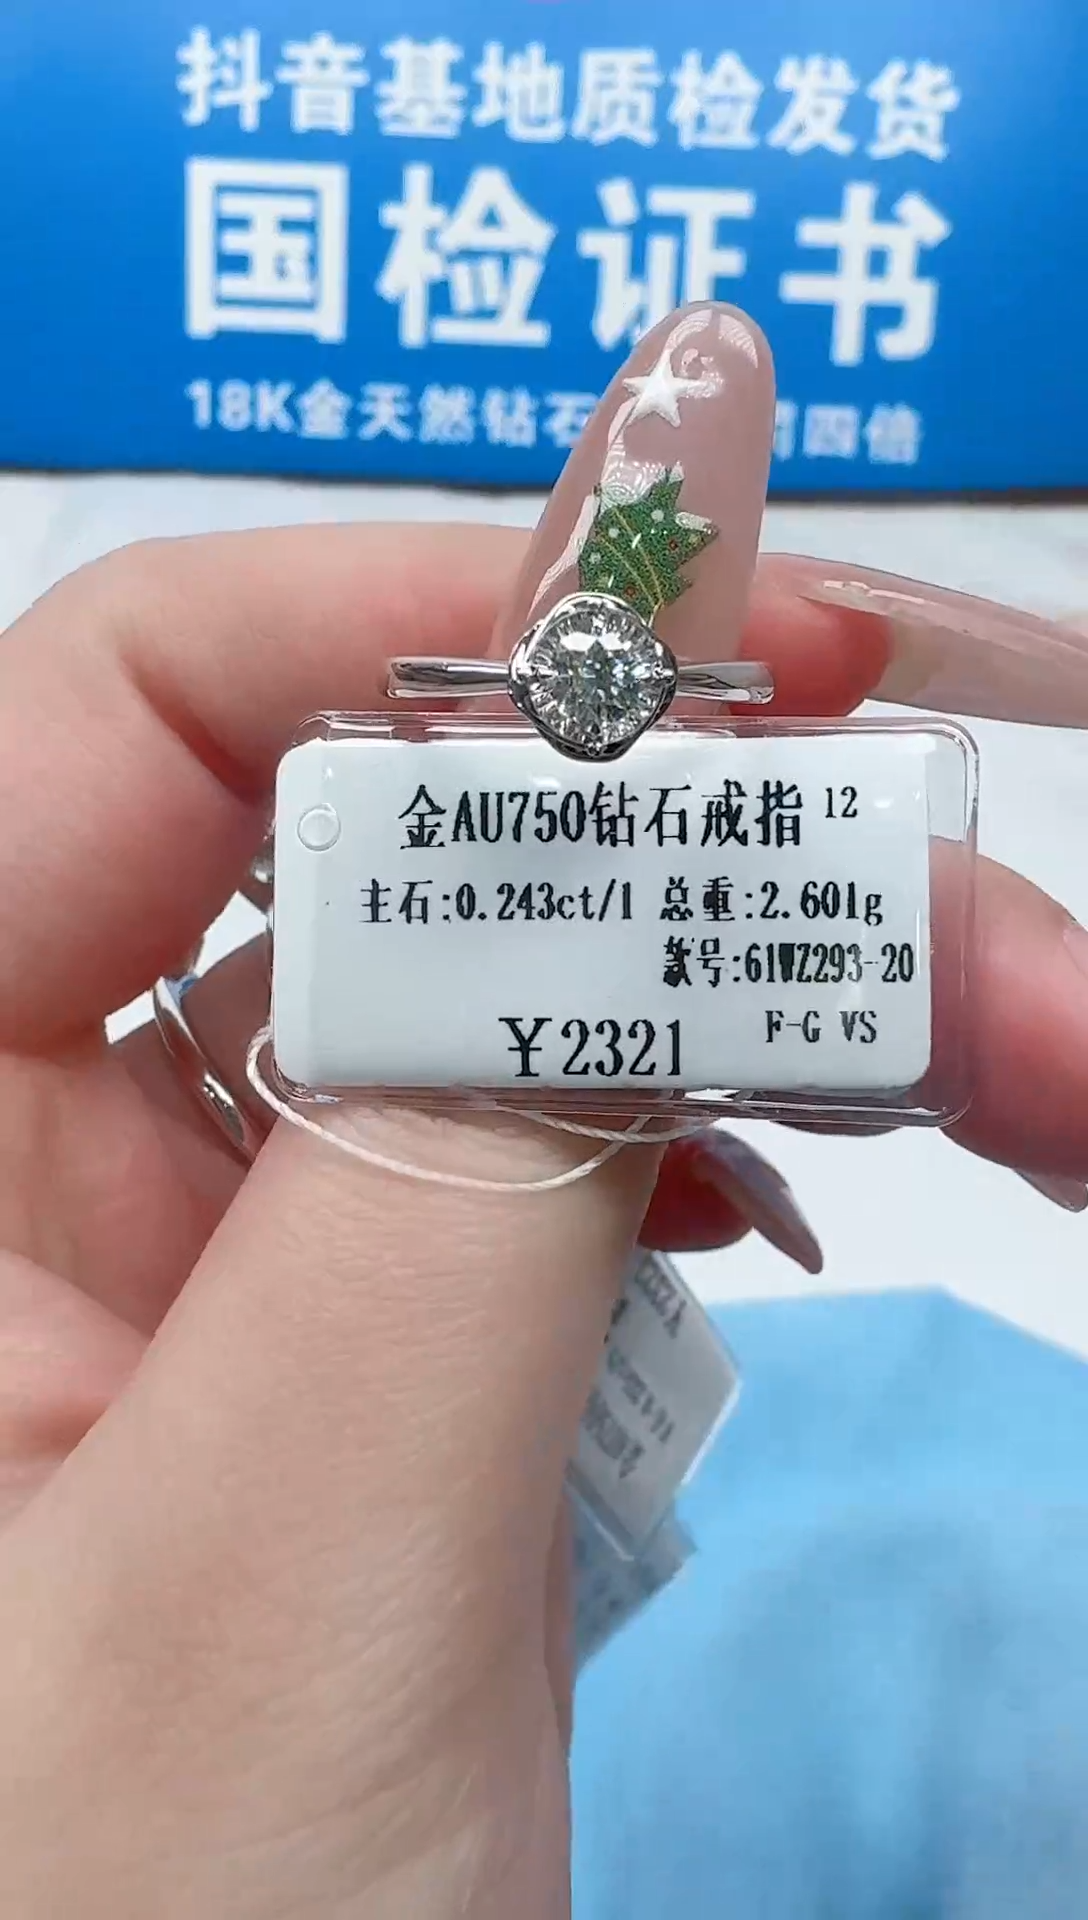 抖音基地质检发货
国检证书
18K金天然钻石 四倍
金AU750钻石戒指 12
主石:0.243ct/1 总重:2.601g
款号:61WZ293-20
￥2321 F-G VS